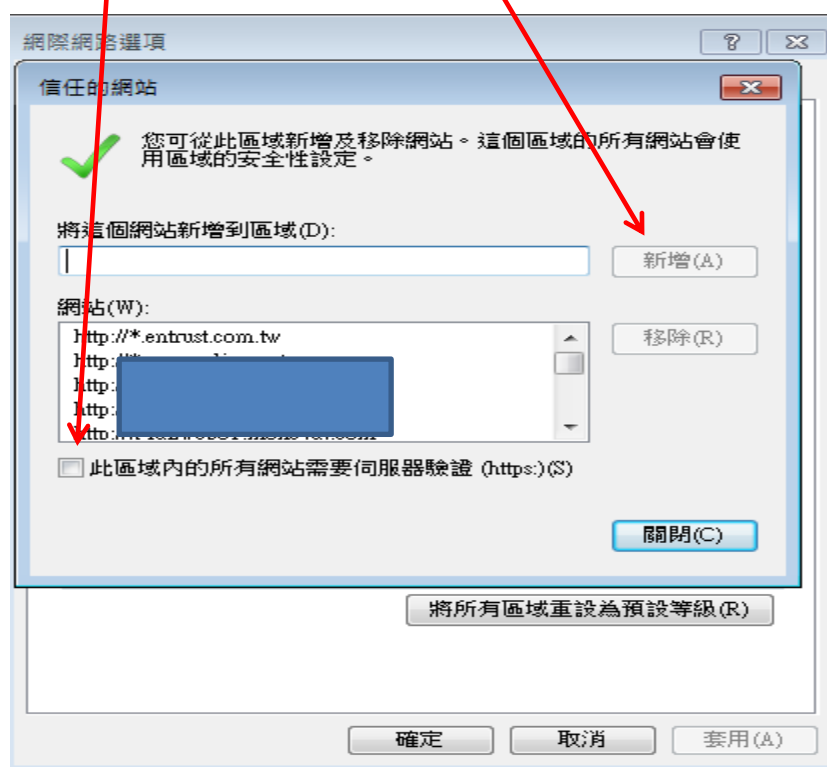 網際網路選項
信任的網站
您可從此區域新增及移除網站。這個區域的所有網站會使
用區域的安全性設定。
將這個網站新增到區域(D):
新增(A)
網站(W):
http://*.entrust.com.tw
移除(R)
http:
http:
http:
http:
此區域內的所有網站需要伺服器驗證 (https:)(S)
關閉(C)
將所有區域重設為預設等級(R)
確定
取消
套用(A)